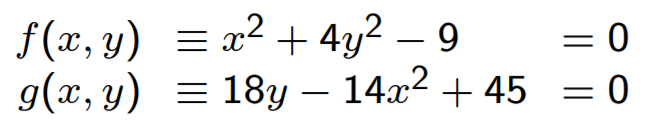 f(x, y) ≡ x² + 4y² − 9 = 0
g(x, y) ≡ 18y − 14x² + 45 = 0